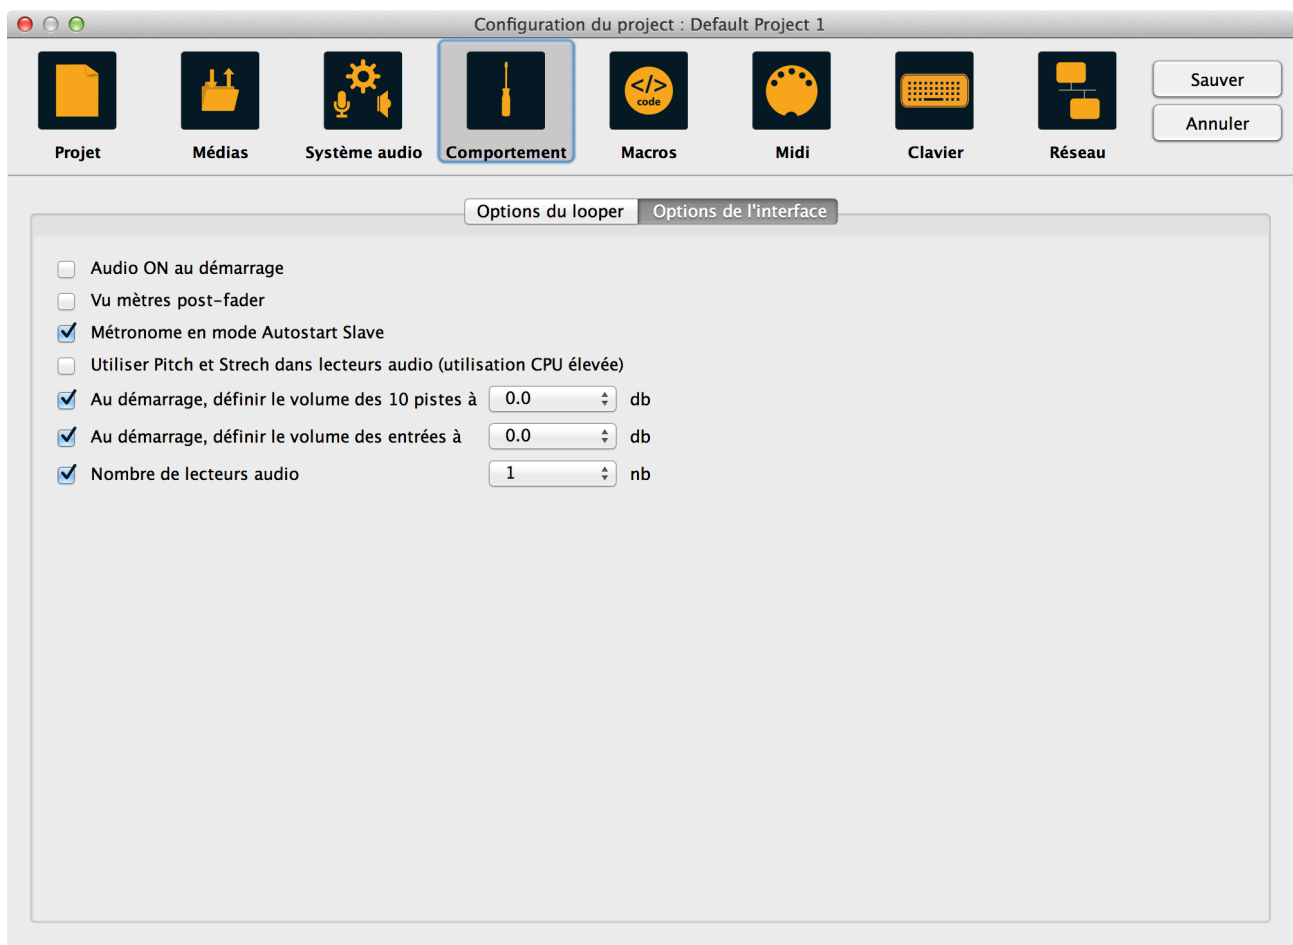 Configuration du project : Default Project 1
</> code
Projet Médias Système audio Comportement Macros Midi Clavier Réseau
Sauver
Annuler
Options du looper Options de l'interface
Audio ON au démarrage
Vu mètres post-fader
Métronome en mode Autostart Slave
Utiliser Pitch et Strech dans lecteurs audio (utilisation CPU élevée)
Au démarrage, définir le volume des 10 pistes à 0.0 db
Au démarrage, définir le volume des entrées à 0.0 db
Nombre de lecteurs audio 1 nb